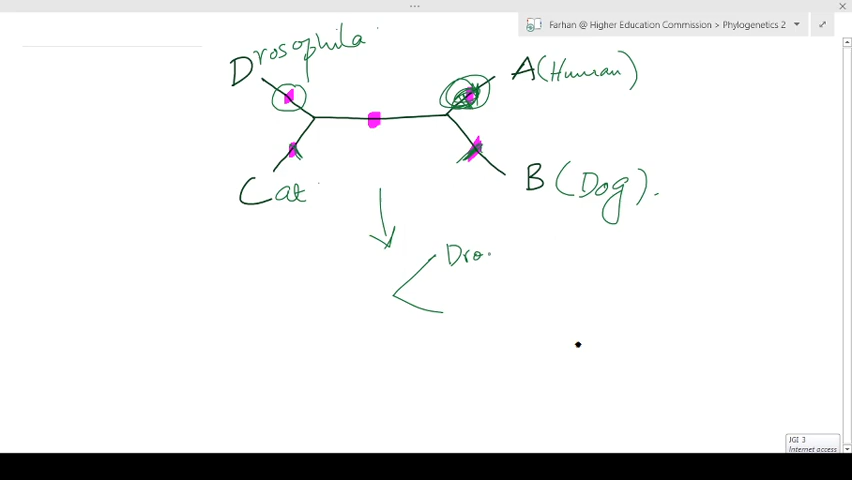 Farhan @ Higher Education Commission > Phylogenetics 2
Drosophila
A (Human)
Cat
B (Dog).
Dro.
JGI 3
Internet access